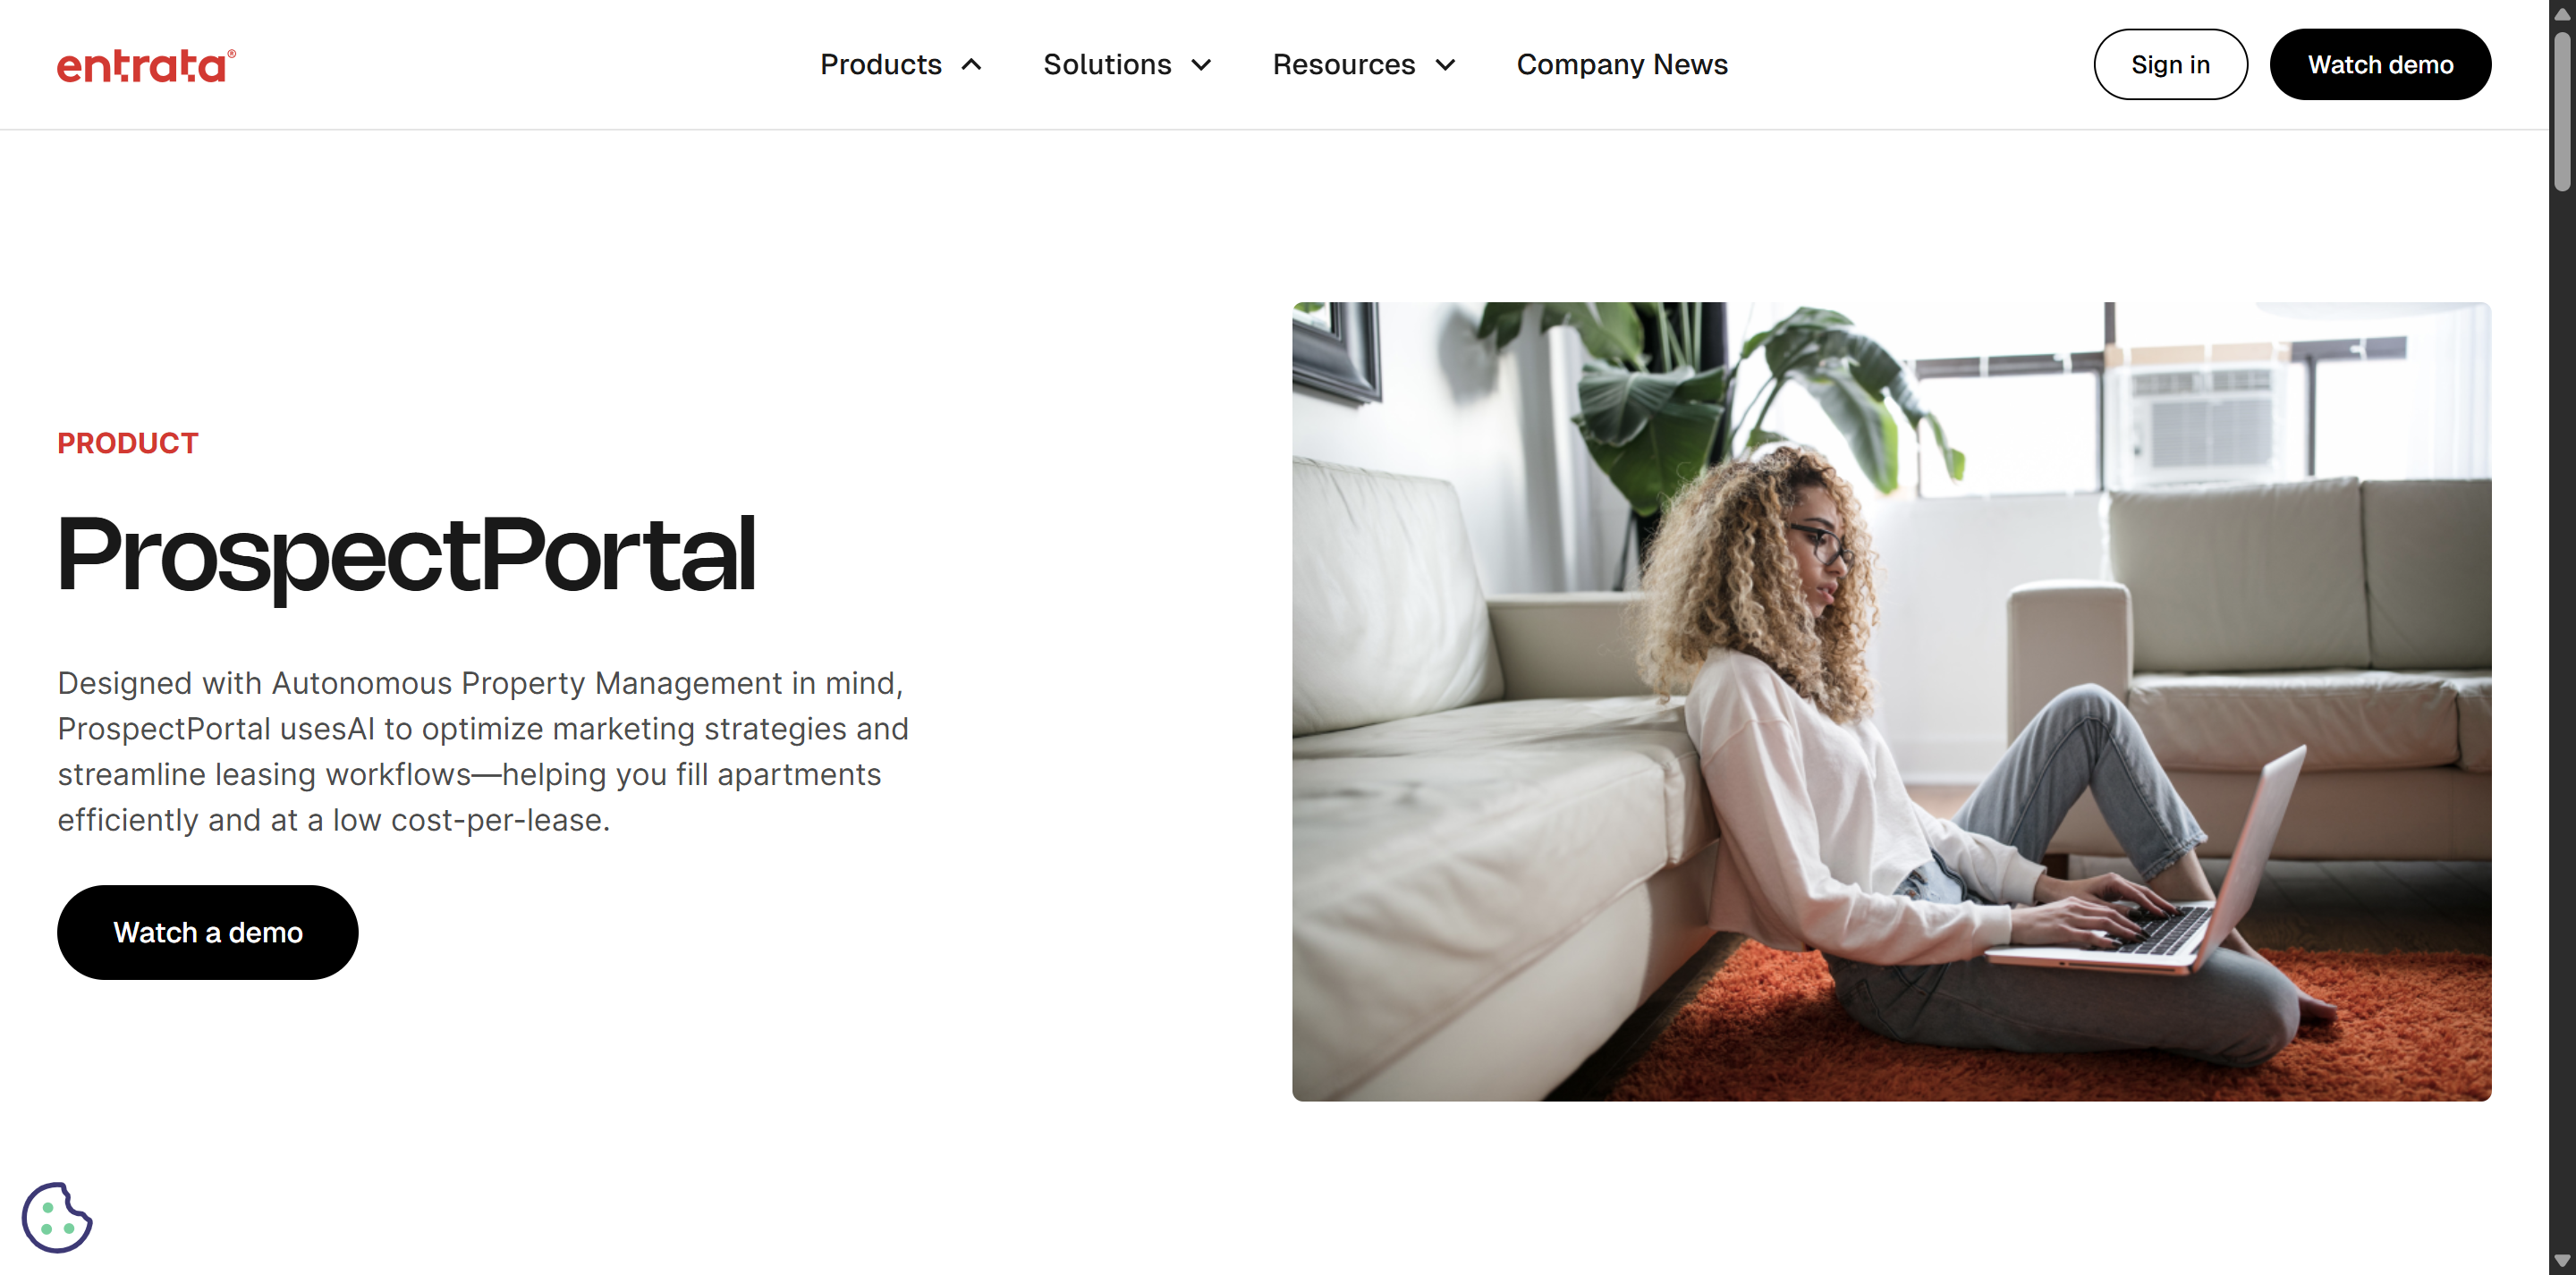 entrata®
Products
Solutions
Resources
Company News
Sign in
Watch demo
PRODUCT
ProspectPortal
Designed with Autonomous Property Management in mind,
ProspectPortal usesAI to optimize marketing strategies and
streamline leasing workflows—helping you fill apartments
efficiently and at a low cost-per-lease.
Watch a demo